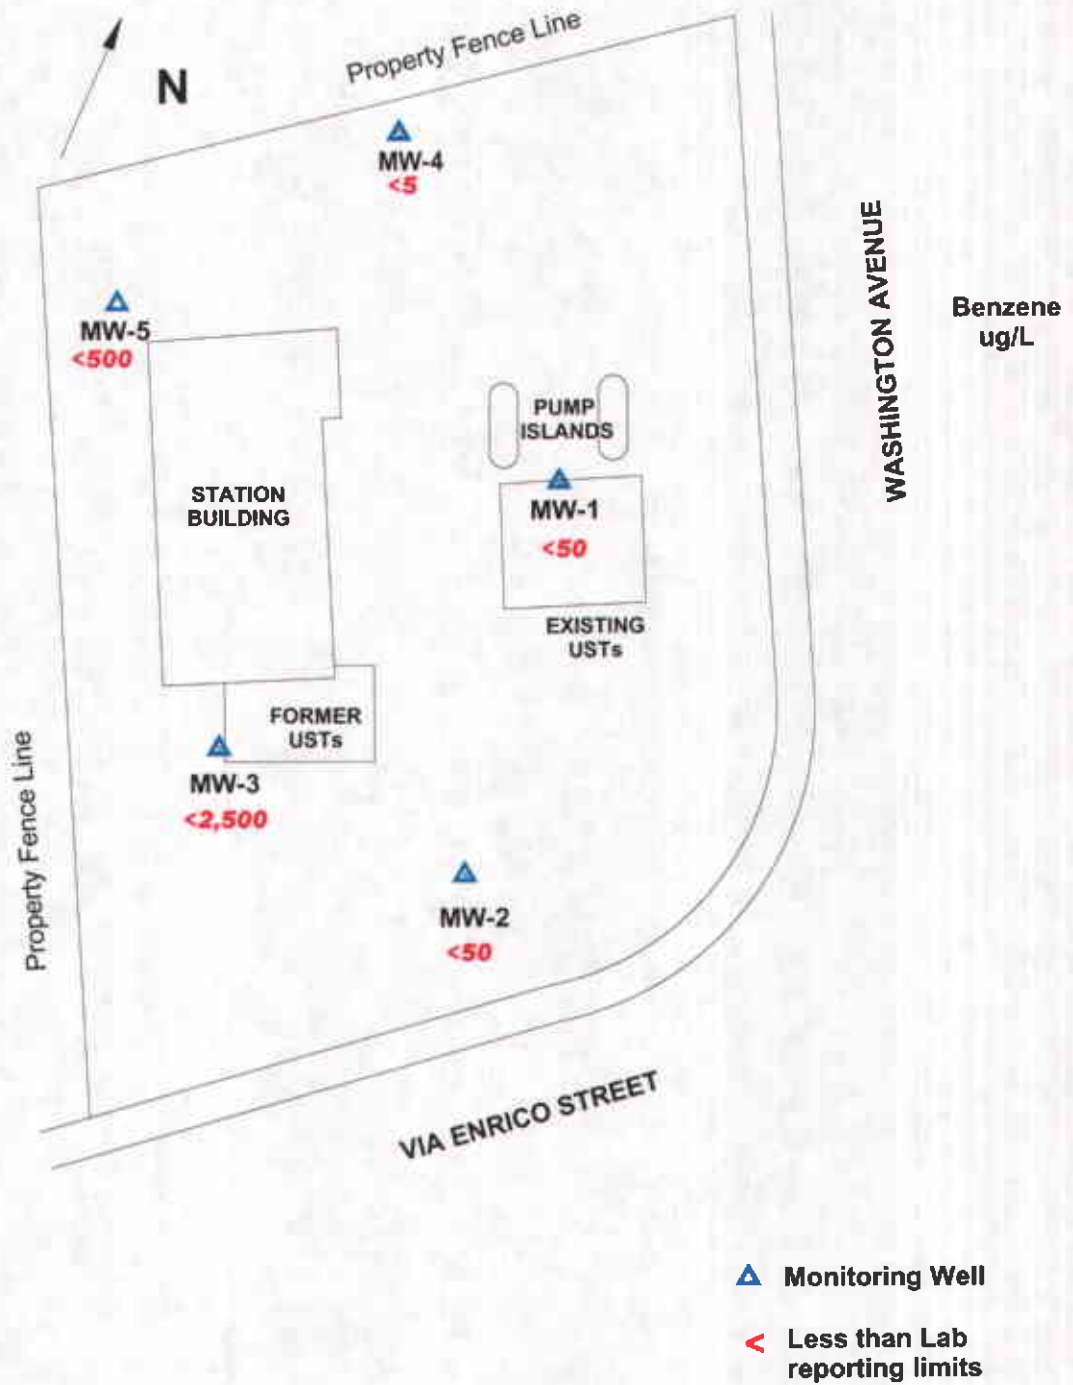 Property Fence Line
N
MW-4
<5
WASHINGTON AVENUE
Benzene
ug/L
MW-5
<500
PUMP
ISLANDS
STATION
BUILDING
MW-1
<50
EXISTING
USTs
FORMER
USTs
MW-3
<2,500
Property Fence Line
MW-2
<50
VIA ENRICO STREET
Monitoring Well
< Less than Lab
reporting limits